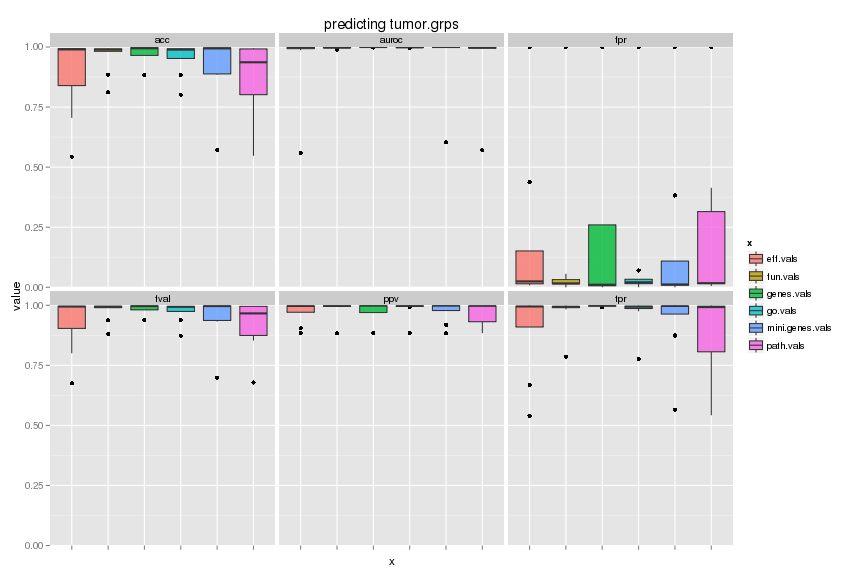 predicting tumor.grps
acc
auroc
fpr
1.00
0.75
0.50
0.25
0.00
fval
ppv
tpr
1.00
0.75
0.50
0.25
0.00
value
x
x
eff.vals
fun.vals
genes.vals
go.vals
mini.genes.vals
path.vals